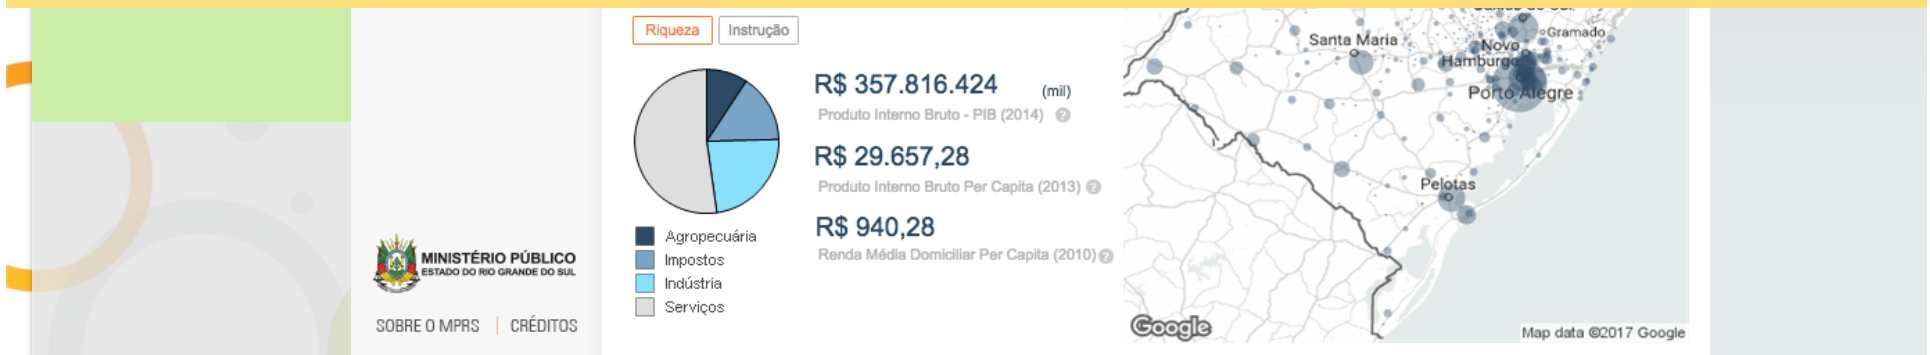 Riqueza
Instrução
R$ 357.816.424 (mil)
Produto Interno Bruto - PIB (2014) ?
R$ 29.657,28
Produto Interno Bruto Per Capita (2013) ?
R$ 940,28
Renda Média Domiciliar Per Capita (2010) ?
Agropecuária
Impostos
Indústria
Serviços
MINISTÉRIO PÚBLICO
ESTADO DO RIO GRANDE DO SUL
SOBRE O MPRS | CRÉDITOS
Gramado
Santa Maria
Novo
Hamburgo
Porto Alegre
Pelotas
Google
Map data ©2017 Google